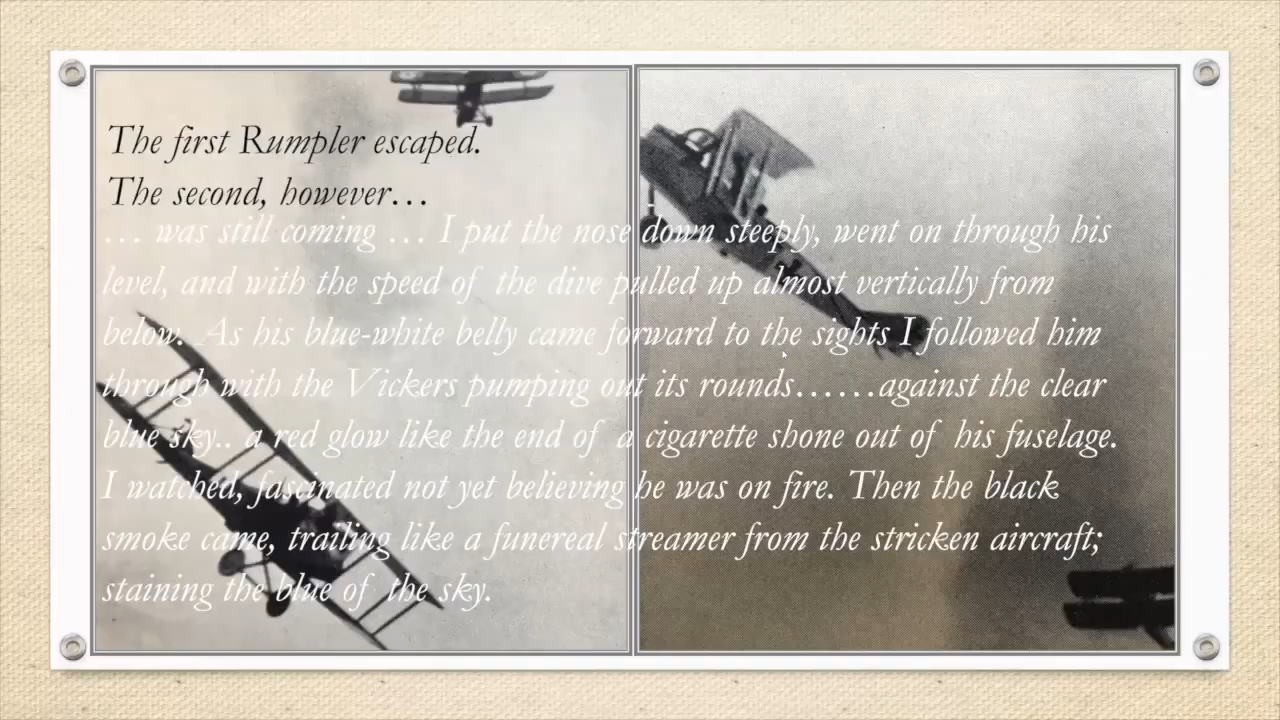 The first Rumpler escaped.
The second, however…
… was still coming … I put the nose down steeply, went on through his
level, and with the speed of the dive pulled up almost vertically from
below. As his blue-white belly came forward to the sights I followed him
through with the Vickers pumping out its rounds……against the clear
blue sky.. a red glow like the end of a cigarette shone out of his fuselage.
I watched, fascinated not yet believing he was on fire. Then the black
smoke came, trailing like a funereal streamer from the stricken aircraft;
staining the blue of the sky.